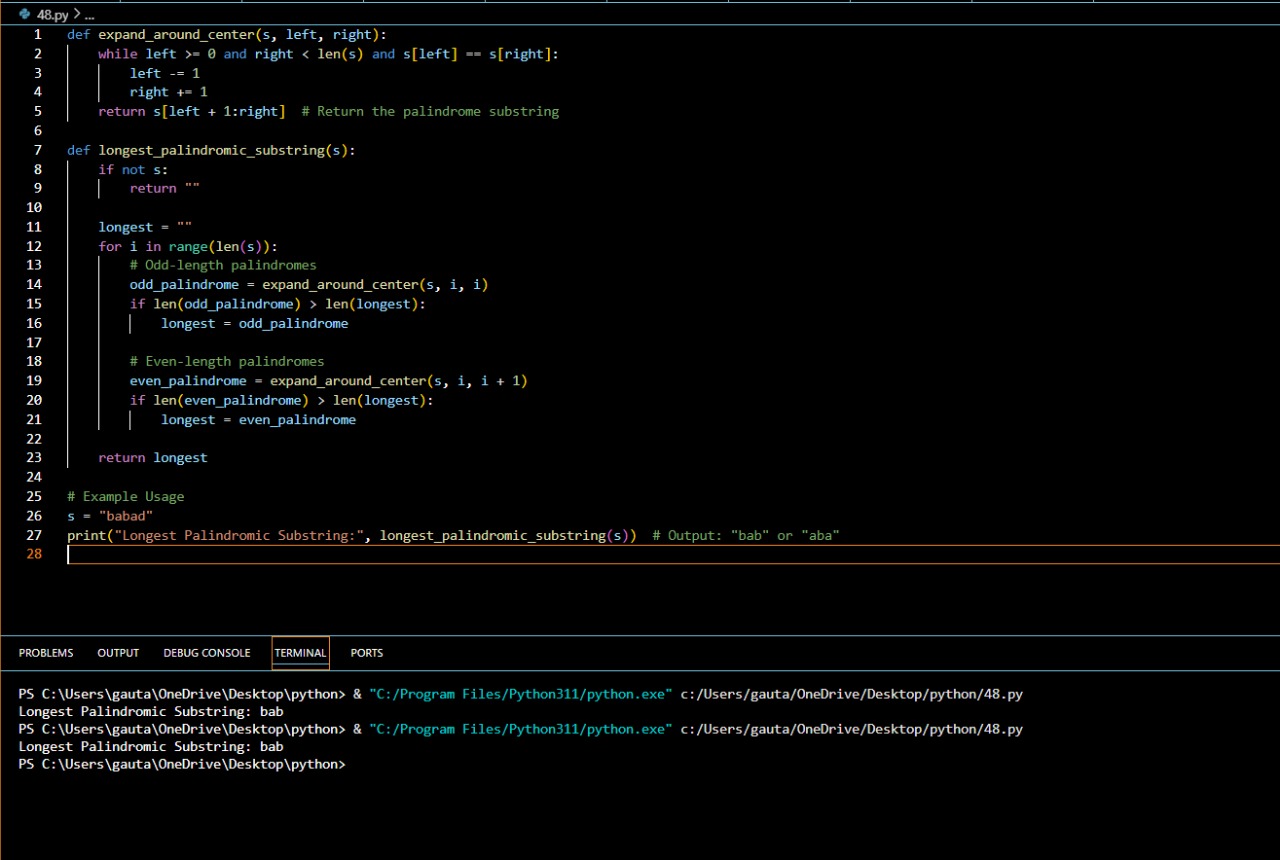 48.py > ...
1 def expand_around_center(s, left, right):
2     while left >= 0 and right < len(s) and s[left] == s[right]:
3         left -= 1
4         right += 1
5     return s[left + 1:right]  # Return the palindrome substring
6
7 def longest_palindromic_substring(s):
8     if not s:
9         return ""
10
11     longest = ""
12     for i in range(len(s)):
13         # Odd-length palindromes
14         odd_palindrome = expand_around_center(s, i, i)
15         if len(odd_palindrome) > len(longest):
16             longest = odd_palindrome
17
18         # Even-length palindromes
19         even_palindrome = expand_around_center(s, i, i + 1)
20         if len(even_palindrome) > len(longest):
21             longest = even_palindrome
22
23     return longest
24
25 # Example Usage
26 s = "babad"
27 print("Longest Palindromic Substring:", longest_palindromic_substring(s))  # Output: "bab" or "aba"
28
PROBLEMS OUTPUT DEBUG CONSOLE TERMINAL PORTS
PS C:\Users\gauta\OneDrive\Desktop\python> & "C:/Program Files/Python311/python.exe" c:/Users/gauta/OneDrive/Desktop/python/48.py
Longest Palindromic Substring: bab
PS C:\Users\gauta\OneDrive\Desktop\python> & "C:/Program Files/Python311/python.exe" c:/Users/gauta/OneDrive/Desktop/python/48.py
Longest Palindromic Substring: bab
PS C:\Users\gauta\OneDrive\Desktop\python>